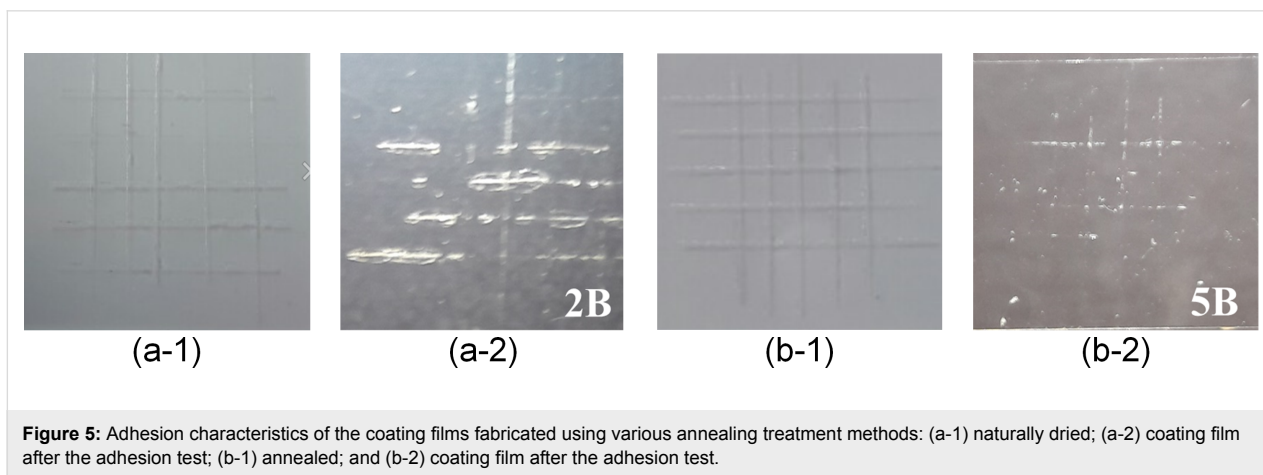 2B
5B
(a-1)
(a-2)
(b-1)
(b-2)
Figure 5: Adhesion characteristics of the coating films fabricated using various annealing treatment methods: (a-1) naturally dried; (a-2) coating film
after the adhesion test; (b-1) annealed; and (b-2) coating film after the adhesion test.